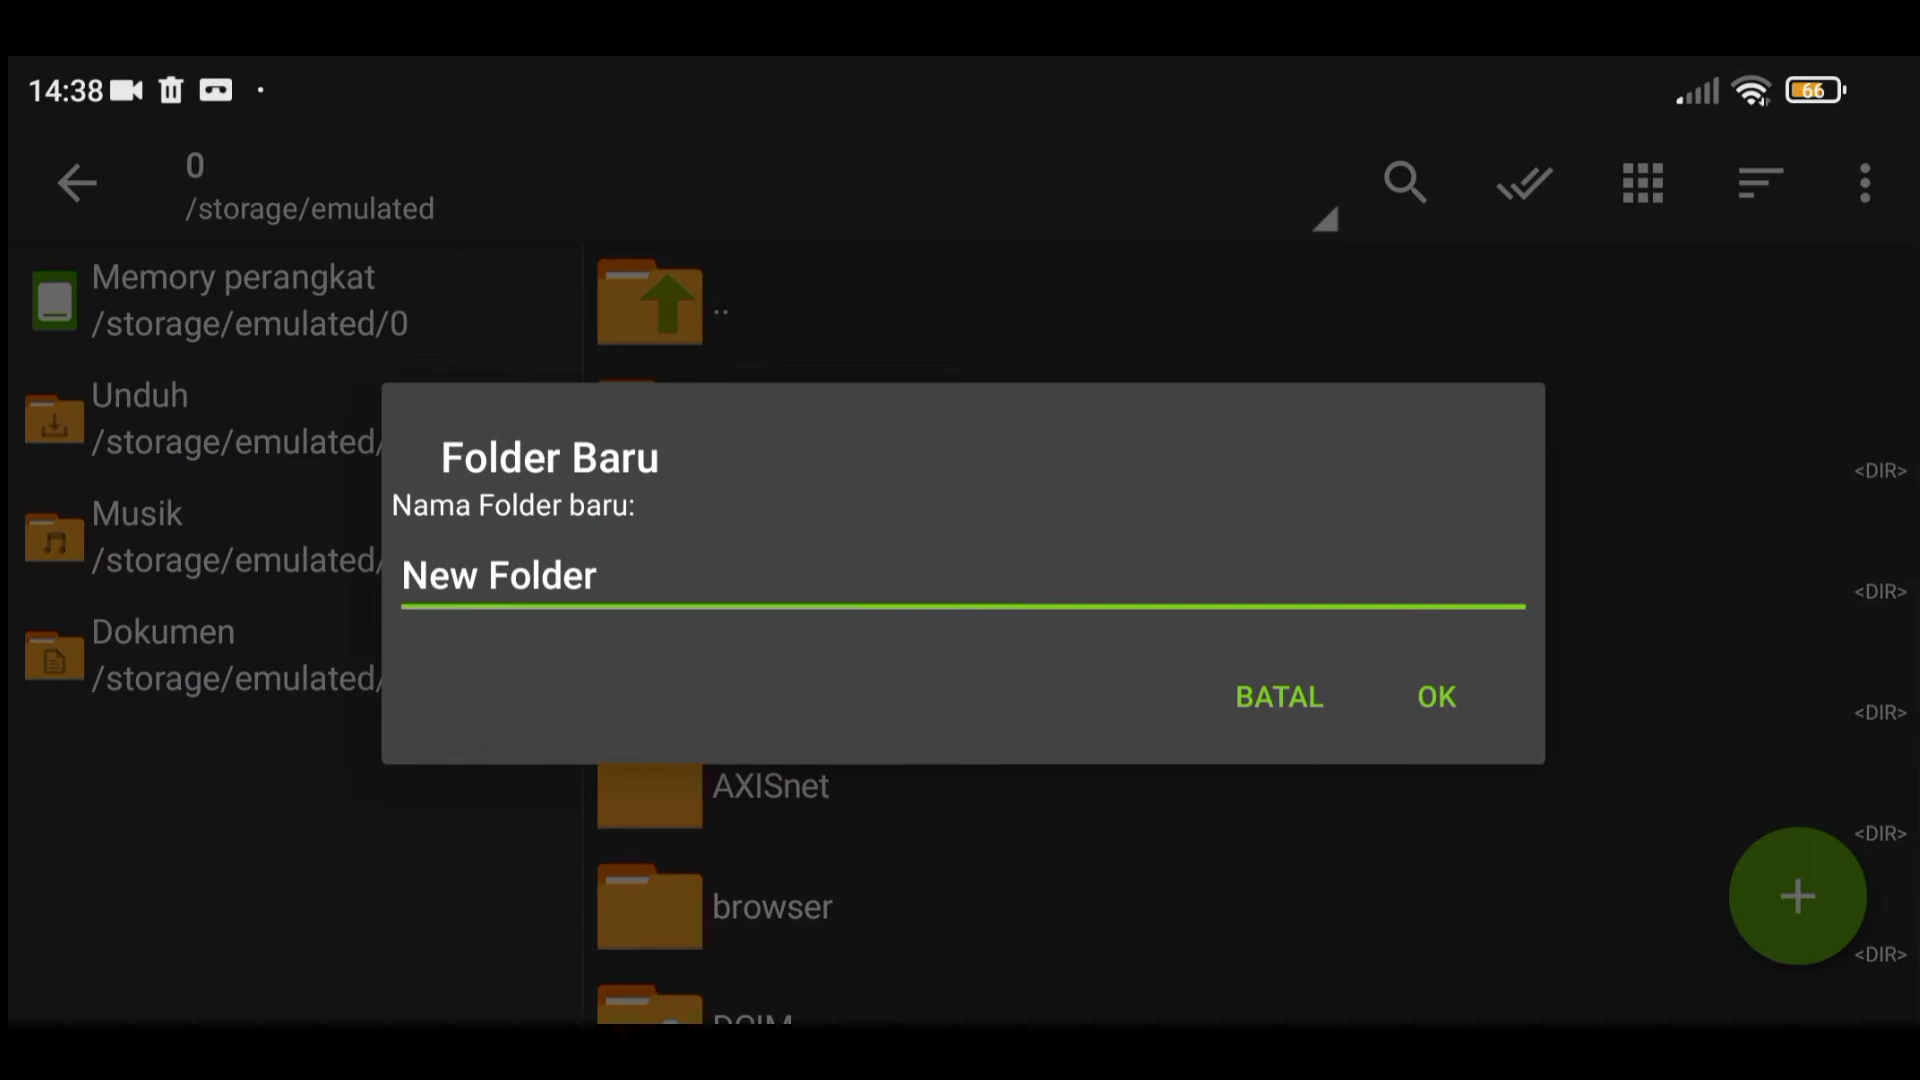 14:38
66
0
/storage/emulated
Memory perangkat
/storage/emulated/0
Unduh
/storage/emulated/
Musik
/storage/emulated/
Dokumen
/storage/emulated/
..
Folder Baru
Nama Folder baru:
New Folder
BATAL
OK
<DIR>
<DIR>
<DIR>
AXISnet
<DIR>
browser
<DIR>
DCIM